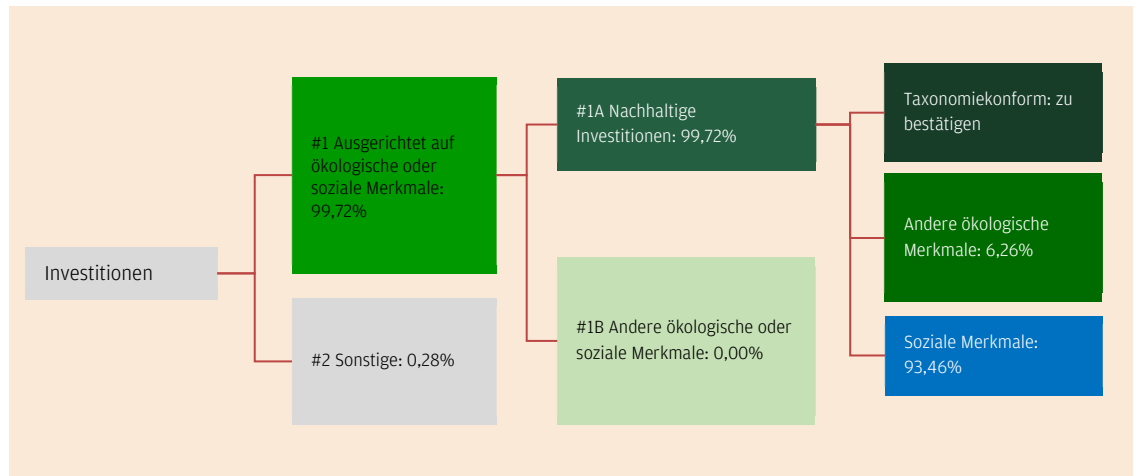 Investitionen
#1 Ausgerichtet auf
ökologische oder
soziale Merkmale:
99,72%
#2 Sonstige: 0,28%
#1A Nachhaltige
Investitionen: 99,72%
#1B Andere ökologische oder
soziale Merkmale: 0,00%
Taxonomiekonform: zu
bestätigen
Andere ökologische
Merkmale: 6,26%
Soziale Merkmale:
93,46%